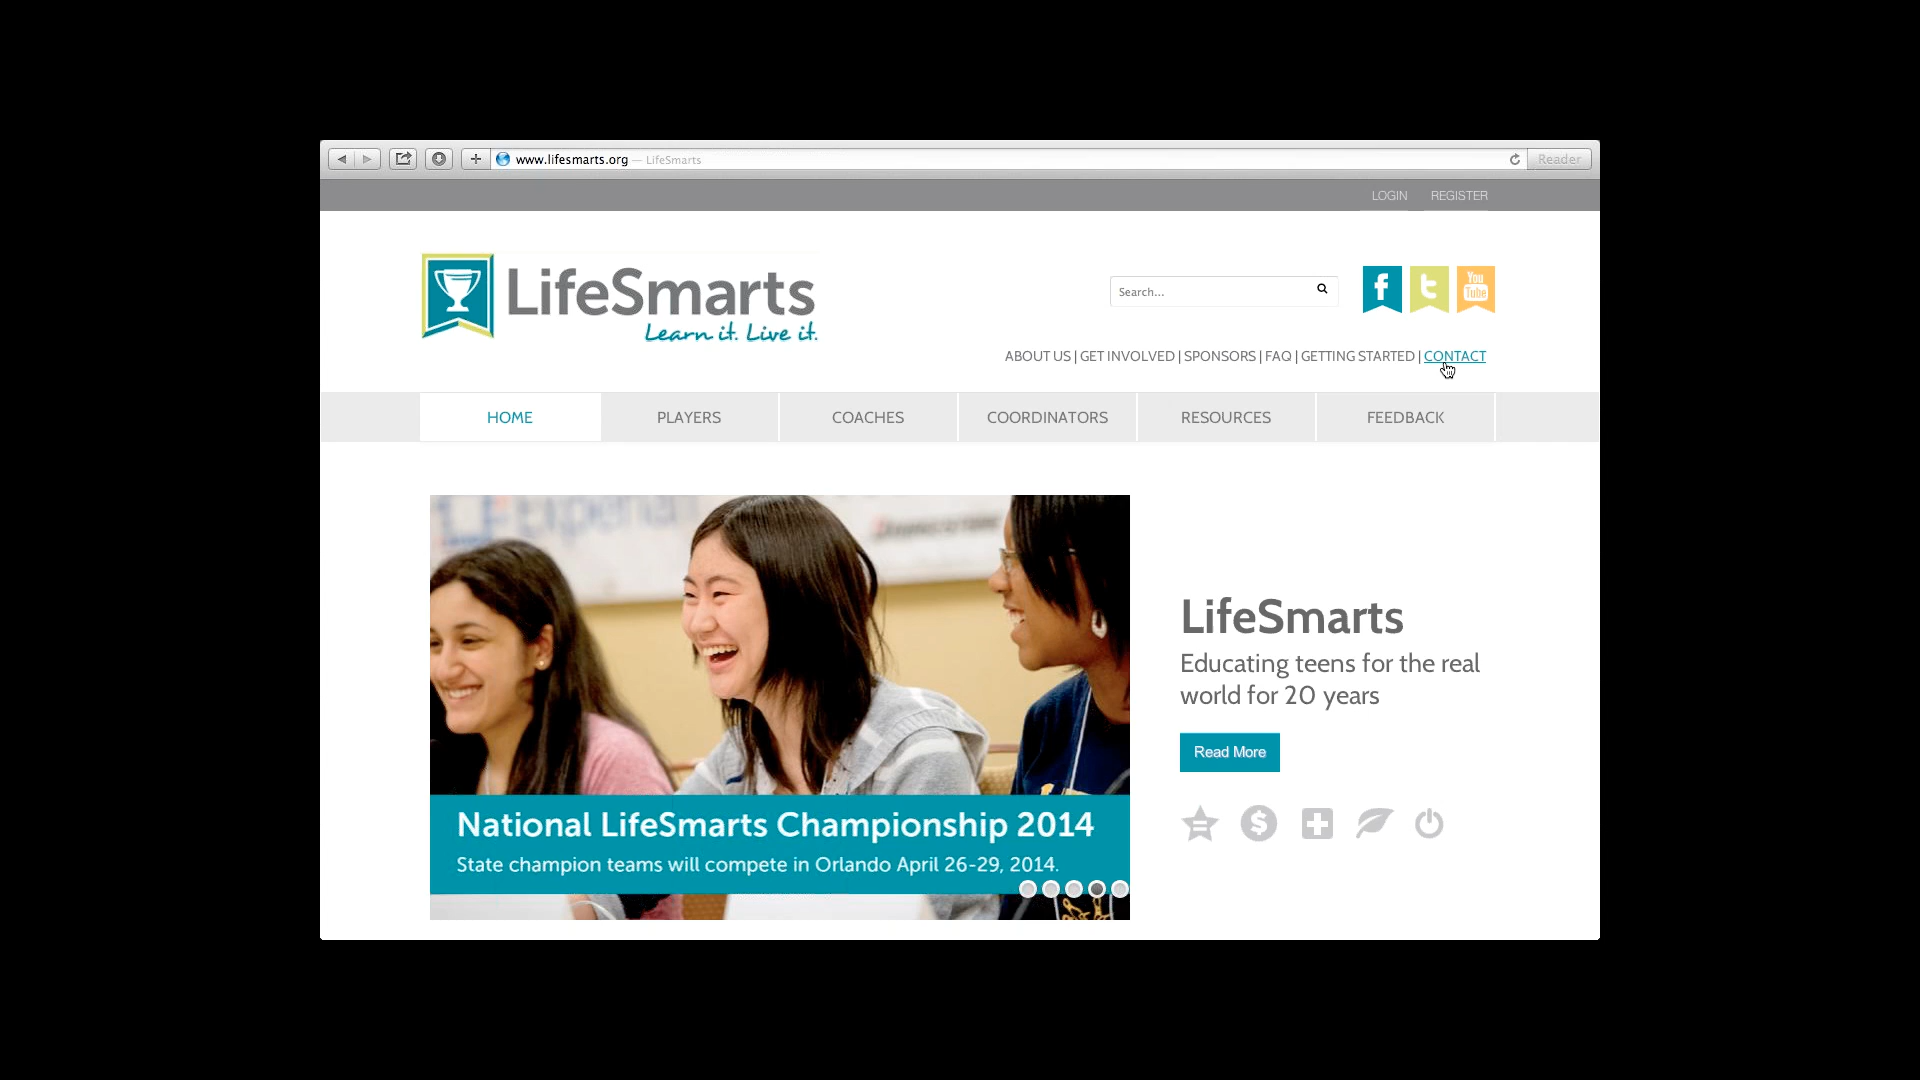 www.lifesmarts.org — LifeSmarts
Reader
LOGIN REGISTER
LifeSmarts
Learn it. Live it.
Search...
f t You Tube
ABOUT US | GET INVOLVED | SPONSORS | FAQ | GETTING STARTED | CONTACT
HOME PLAYERS COACHES COORDINATORS RESOURCES FEEDBACK
National LifeSmarts Championship 2014
State champion teams will compete in Orlando April 26-29, 2014.
LifeSmarts
Educating teens for the real
world for 20 years
Read More